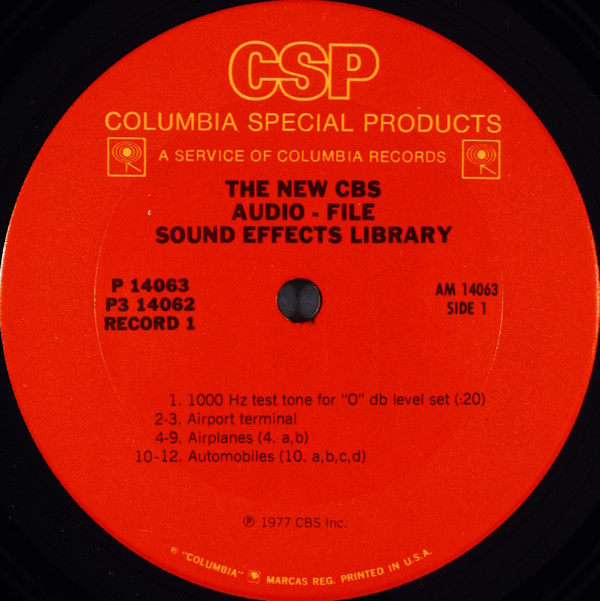 CSP
COLUMBIA SPECIAL PRODUCTS
A SERVICE OF COLUMBIA RECORDS
THE NEW CBS
AUDIO - FILE
SOUND EFFECTS LIBRARY
P 14063
P3 14062
RECORD 1
AM 14063
SIDE 1
1. 1000 Hz test tone for "O" db level set (:20)
2-3. Airport terminal
4-9. Airplanes (4. a,b)
10-12. Automobiles (10. a,b,c,d)
℗ 1977 CBS Inc.
® "COLUMBIA" MARCAS REG. PRINTED IN U.S.A.